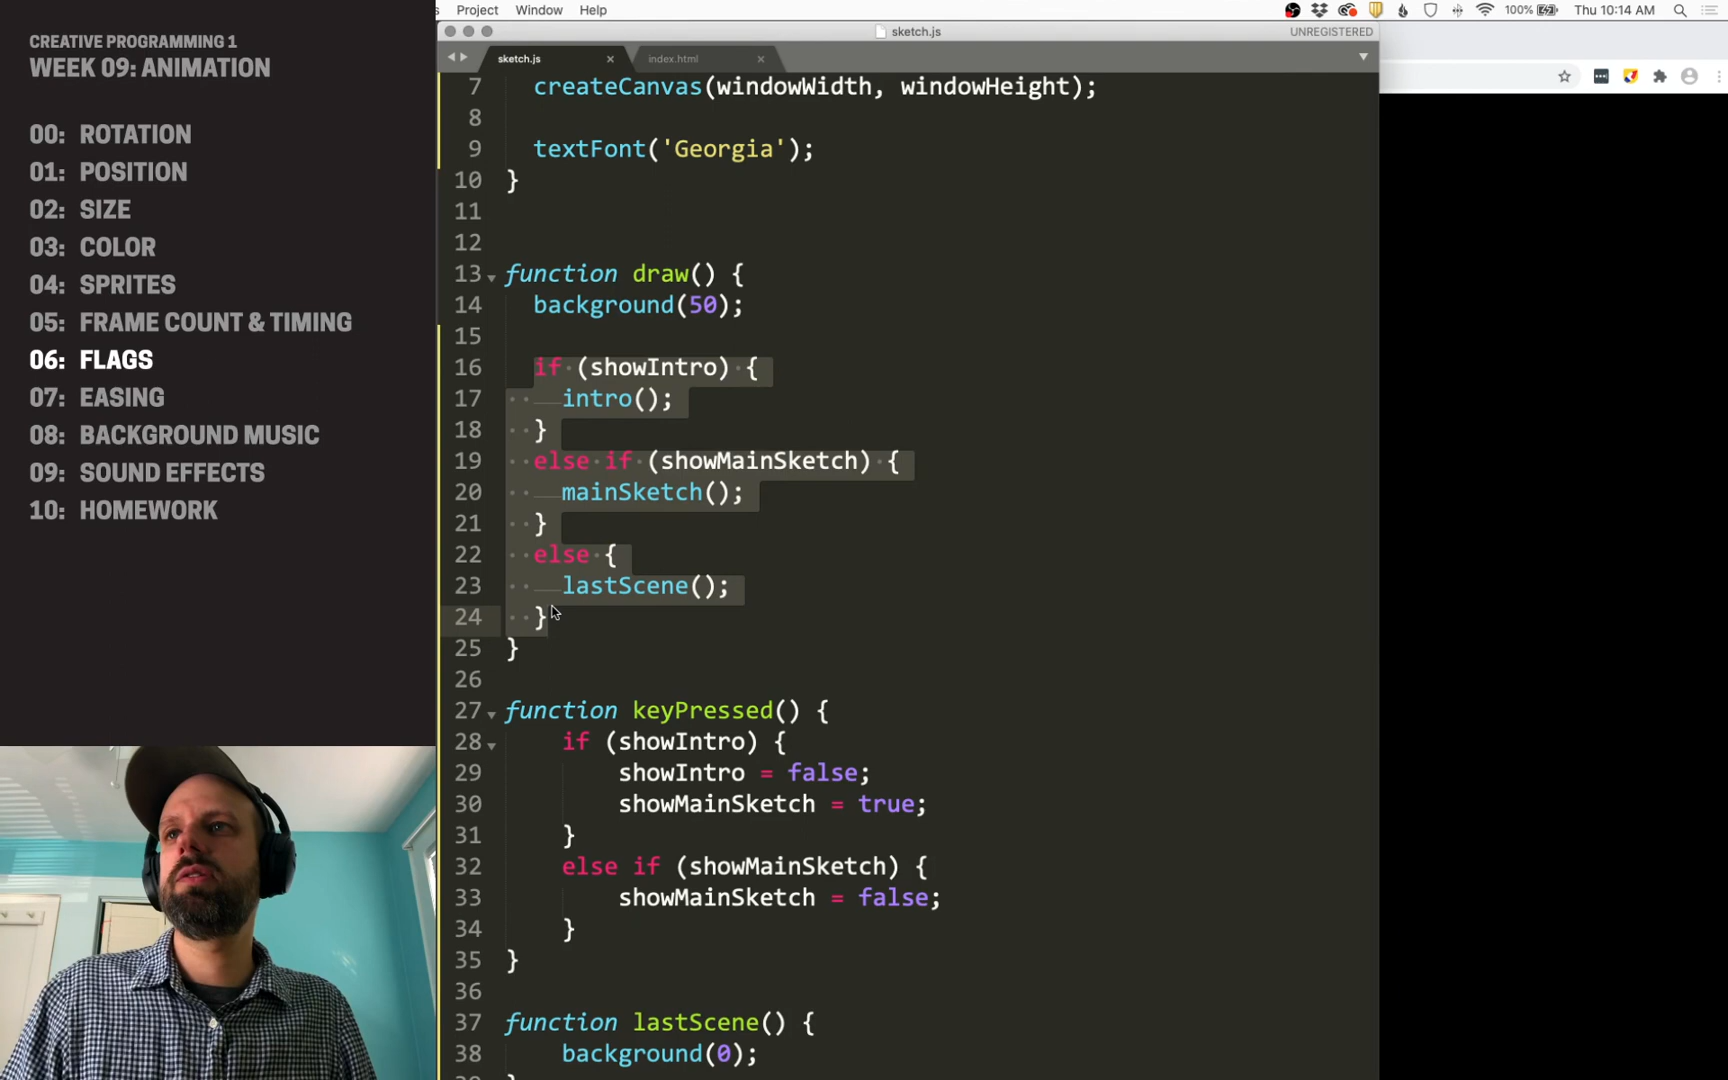 Project Window Help
100% Thu 10:14 AM
CREATIVE PROGRAMMING 1
WEEK 09: ANIMATION
00: ROTATION
01: POSITION
02: SIZE
03: COLOR
04: SPRITES
05: FRAME COUNT & TIMING
06: FLAGS
07: EASING
08: BACKGROUND MUSIC
09: SOUND EFFECTS
10: HOMEWORK
sketch.js
UNREGISTERED
sketch.js index.html
7 createCanvas(windowWidth, windowHeight);
8
9 textFont('Georgia');
10 }
11
12
13 function draw() {
14 background(50);
15
16 if (showIntro) {
17 intro();
18 }
19 else if (showMainSketch) {
20 mainSketch();
21 }
22 else {
23 lastScene();
24 }
25 }
26
27 function keyPressed() {
28 if (showIntro) {
29 showIntro = false;
30 showMainSketch = true;
31 }
32 else if (showMainSketch) {
33 showMainSketch = false;
34 }
35 }
36
37 function lastScene() {
38 background(0);